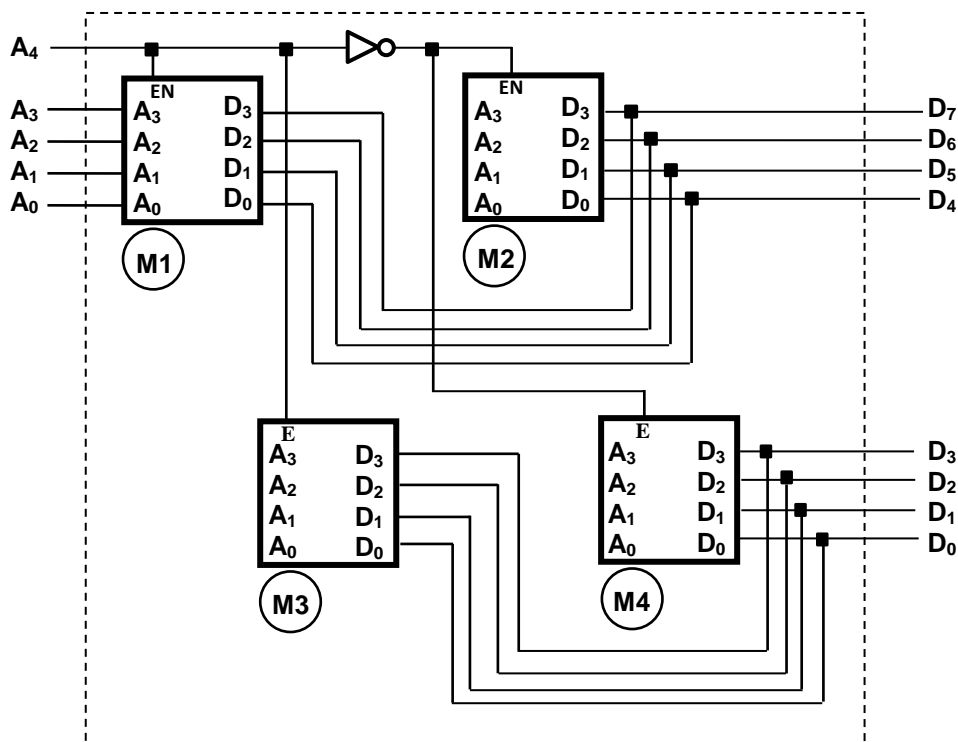 A₄
A₃
A₂
A₁
A₀
EN
A₃ D₃
A₂ D₂
A₁ D₁
A₀ D₀
M1
EN
A₃ D₃
A₂ D₂
A₁ D₁
A₀ D₀
M2
D₇
D₆
D₅
D₄
E
A₃ D₃
A₂ D₂
A₁ D₁
A₀ D₀
M3
E
A₃ D₃
A₂ D₂
A₁ D₁
A₀ D₀
M4
D₃
D₂
D₁
D₀